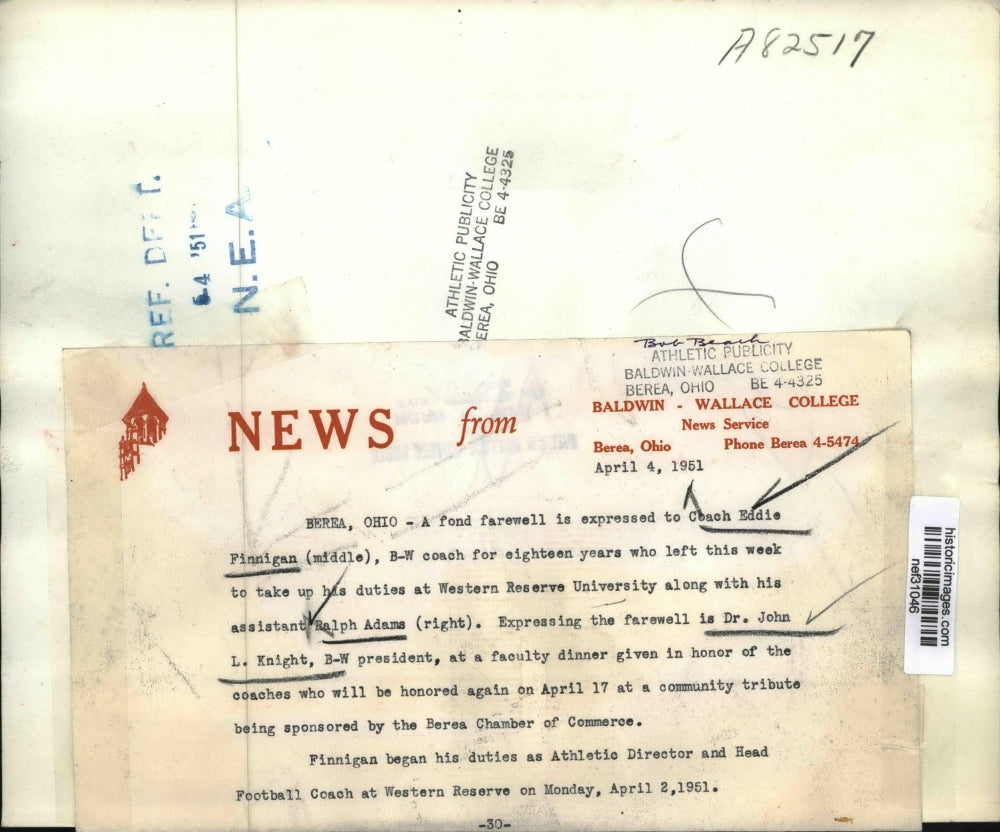 A82517
REF. DEPT.
4 '51
N.E.A.
ATHLETIC PUBLICITY
BALDWIN-WALLACE COLLEGE
EREA, OHIO BE 4-4325
Bob Beach
ATHLETIC PUBLICITY
BALDWIN-WALLACE COLLEGE
BEREA, OHIO BE 4-4325
NEWS from
BALDWIN - WALLACE COLLEGE
News Service
Berea, Ohio Phone Berea 4-5474
April 4, 1951
BEREA, OHIO - A fond farewell is expressed to Coach Eddie
Finnigan (middle), B-W coach for eighteen years who left this week
to take up his duties at Western Reserve University along with his
assistant Ralph Adams (right). Expressing the farewell is Dr. John
L. Knight, B-W president, at a faculty dinner given in honor of the
coaches who will be honored again on April 17 at a community tribute
being sponsored by the Berea Chamber of Commerce.
Finnigan began his duties as Athletic Director and Head
Football Coach at Western Reserve on Monday, April 2,1951.
-30-
historicimages.com
nef31046